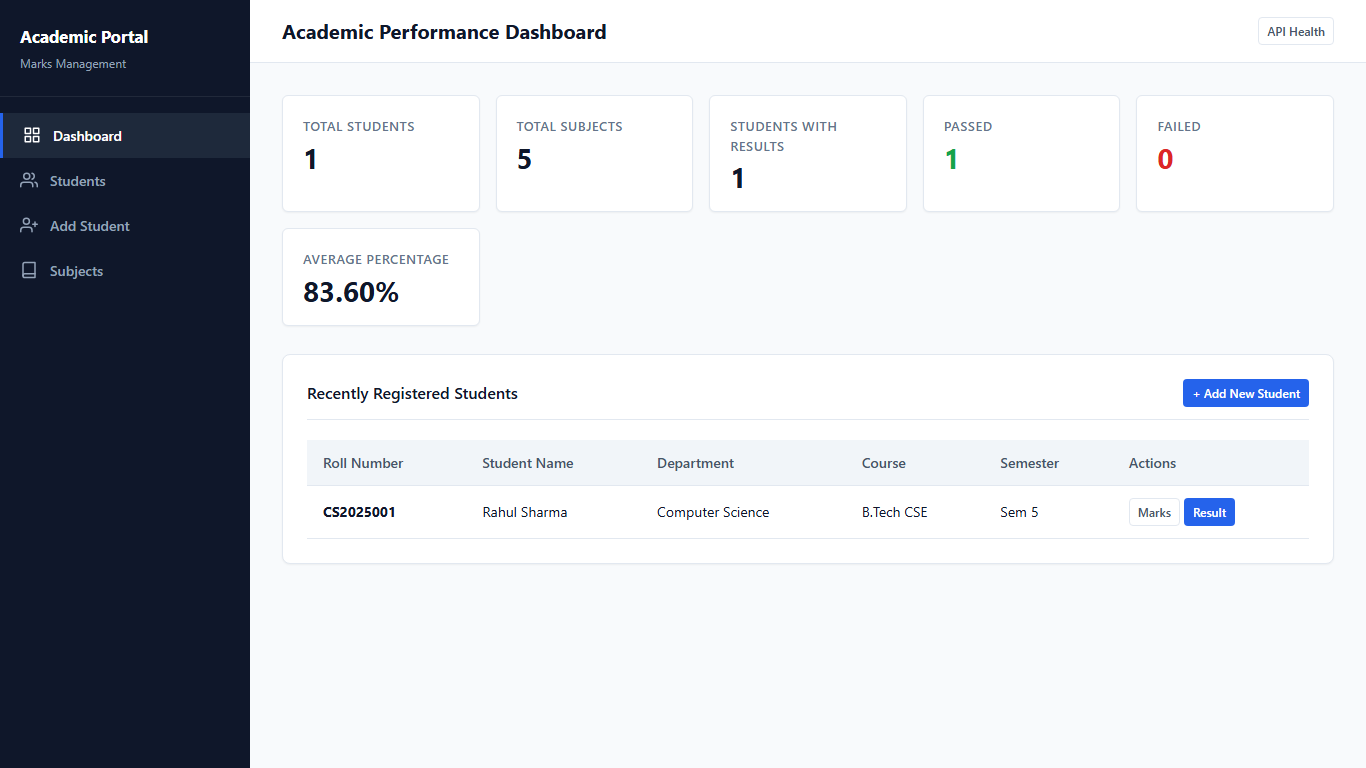 Academic Portal
Marks Management
Dashboard
Students
Add Student
Subjects
Academic Performance Dashboard
API Health
TOTAL STUDENTS
1
TOTAL SUBJECTS
5
STUDENTS WITH
RESULTS
1
PASSED
1
FAILED
0
AVERAGE PERCENTAGE
83.60%
Recently Registered Students
+ Add New Student
Roll Number Student Name Department Course Semester Actions
CS2025001 Rahul Sharma Computer Science B.Tech CSE Sem 5 Marks Result